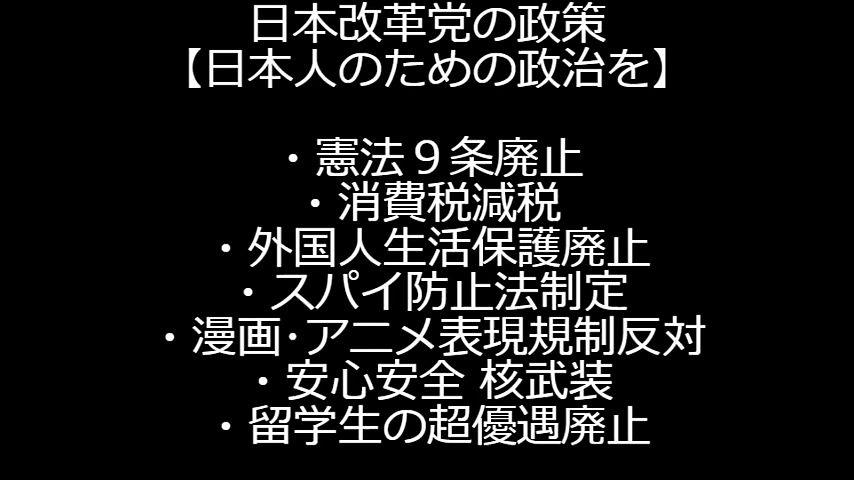 日本改革党の政策
【日本人のための政治を】
・憲法９条廃止
・消費税減税
・外国人生活保護廃止
・スパイ防止法制定
・漫画･アニメ表現規制反対
・安心安全 核武装
・留学生の超優遇廃止